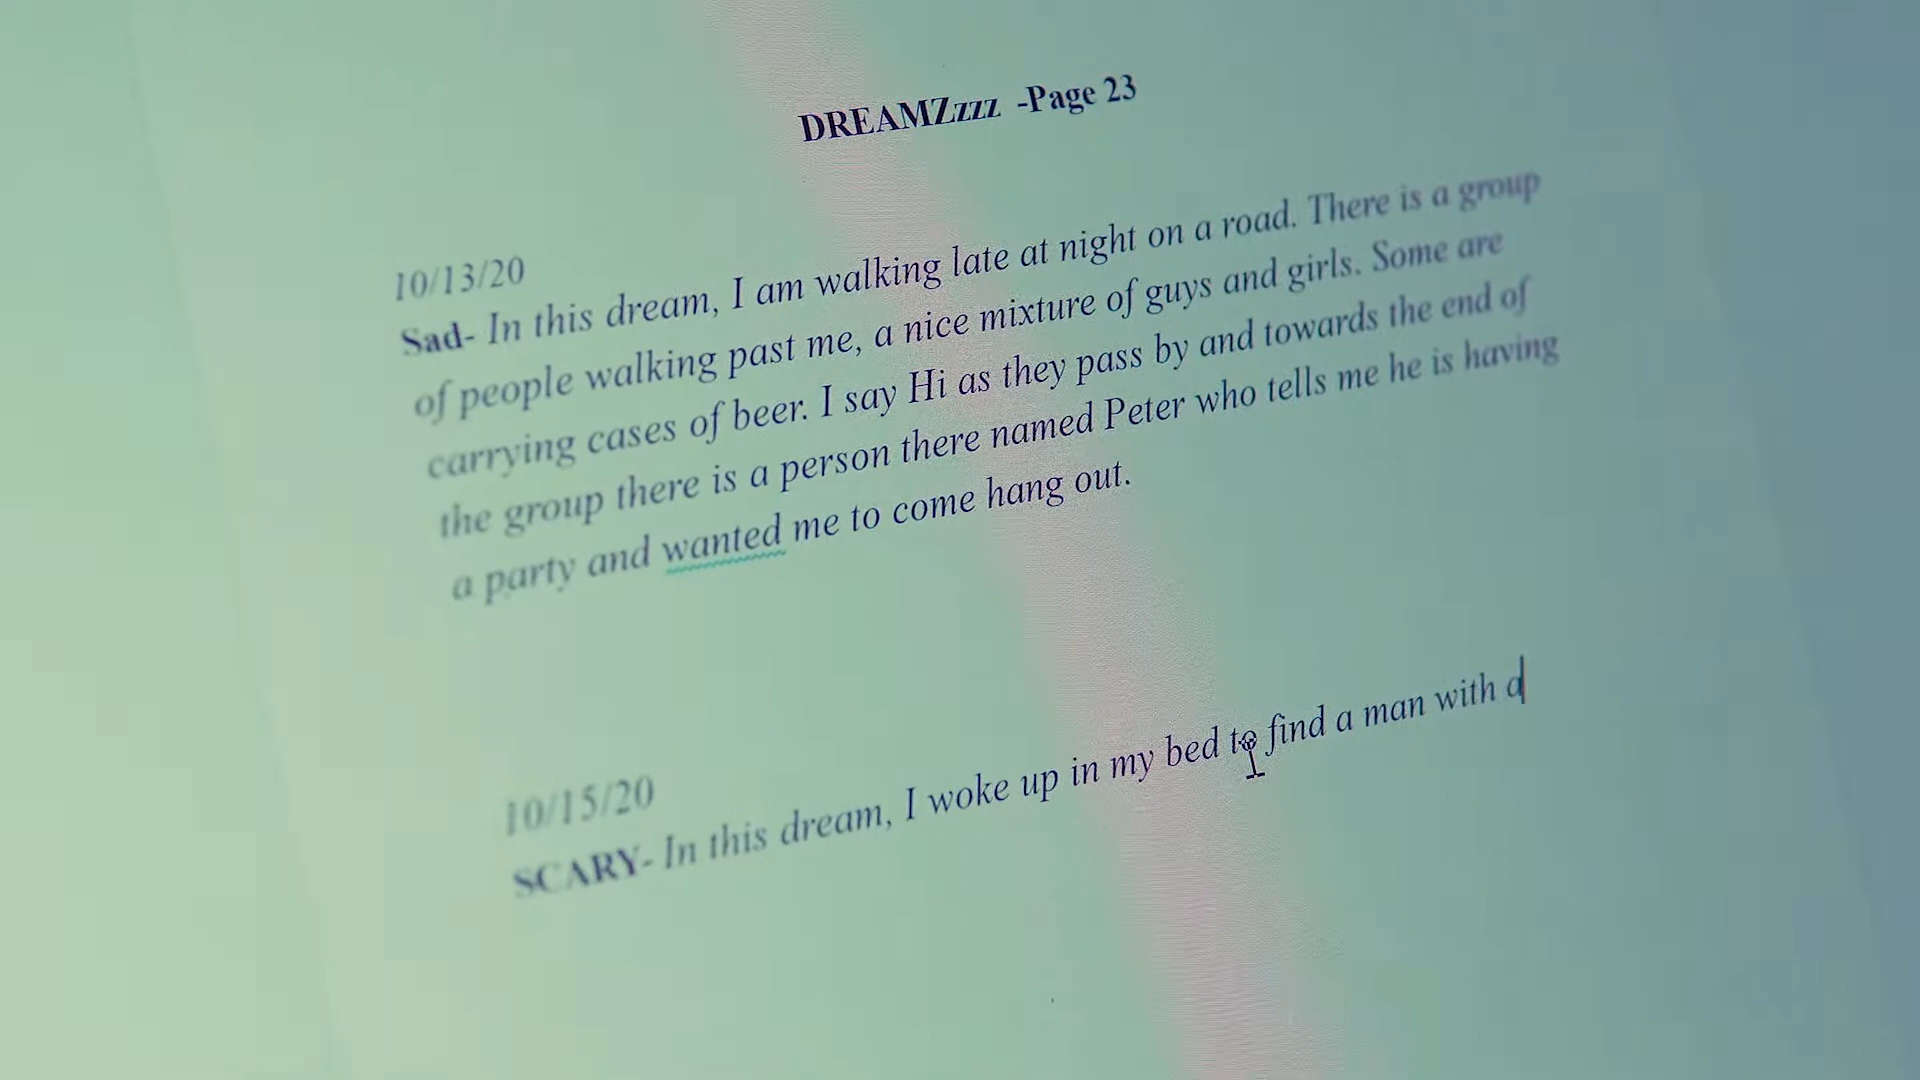 DREAMZzzz -Page 23
10/13/20
Sad- In this dream, I am walking late at night on a road. There is a group
of people walking past me, a nice mixture of guys and girls. Some are
carrying cases of beer. I say Hi as they pass by and towards the end of
the group there is a person there named Peter who tells me he is having
a party and wanted me to come hang out.
10/15/20
SCARY- In this dream, I woke up in my bed to find a man with a